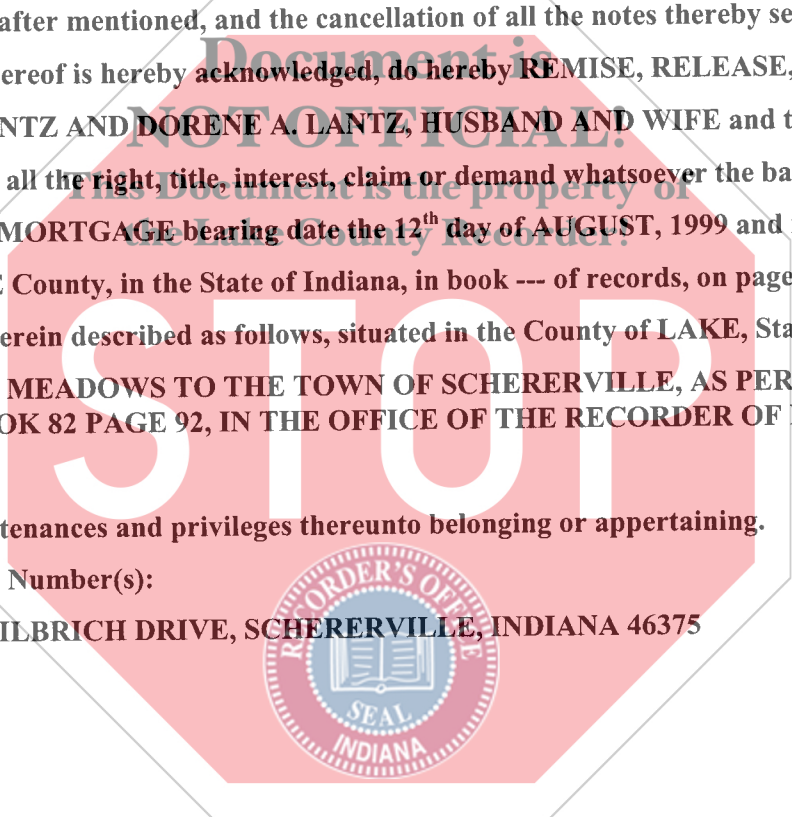 after mentioned, and the cancellation of all the notes thereby se
Document is
ereof is hereby acknowledged, do hereby REMISE, RELEASE,
NOT OFFICIAL!
NTZ AND DORENE A. LANTZ, HUSBAND AND WIFE and t
This Document is the property of
all the right, title, interest, claim or demand whatsoever the ba
the Lake County Recorder!
MORTGAGE bearing date the 12th day of AUGUST, 1999 and
E County, in the State of Indiana, in book --- of records, on page
erein described as follows, situated in the County of LAKE, Sta
MEADOWS TO THE TOWN OF SCHERERVILLE, AS PER
OK 82 PAGE 92, IN THE OFFICE OF THE RECORDER OF
STOP
tenances and privileges thereunto belonging or appertaining.
Number(s):
ILBRICH DRIVE, SCHERERVILLE, INDIANA 46375
RECORDER'S OFFICE
SEAL
INDIANA